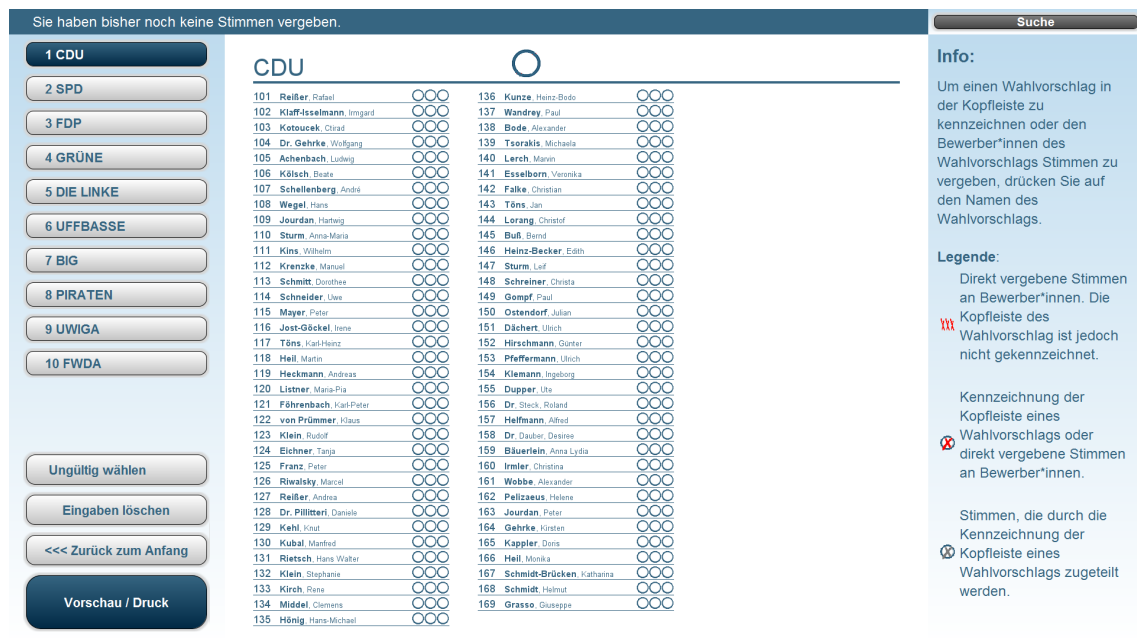 Sie haben bisher noch keine Stimmen vergeben.
Suche
1 CDU
2 SPD
3 FDP
4 GRÜNE
5 DIE LINKE
6 UFFBASSE
7 BIG
8 PIRATEN
9 UWIGA
10 FWDA
Ungültig wählen
Eingaben löschen
<<< Zurück zum Anfang
Vorschau / Druck
CDU
101 Reißer, Rafael
102 Klaff-Isselmann, Irmgard
103 Kotoucek, Ctirad
104 Dr. Gehrke, Wolfgang
105 Achenbach, Ludwig
106 Kölsch, Beate
107 Schellenberg, André
108 Wegel, Hans
109 Jourdan, Hartwig
110 Sturm, Anna-Maria
111 Kins, Wilhelm
112 Krenzke, Manuel
113 Schmitt, Dorothee
114 Schneider, Uwe
115 Mayer, Peter
116 Jost-Göckel, Irene
117 Töns, Karl-Heinz
118 Heil, Martin
119 Heckmann, Andreas
120 Listner, Maria-Pia
121 Föhrenbach, Karl-Peter
122 von Prümmer, Klaus
123 Klein, Rudolf
124 Eichner, Tanja
125 Franz, Peter
126 Riwalsky, Marcel
127 Reißer, Andrea
128 Dr. Pillitteri, Daniele
129 Kehl, Knut
130 Kubal, Manfred
131 Rietsch, Hans Walter
132 Klein, Stephanie
133 Kirch, Rene
134 Middel, Clemens
135 Hönig, Hans-Michael
136 Kunze, Heinz-Bodo
137 Wandrey, Paul
138 Bode, Alexander
139 Tsorakis, Michaela
140 Lerch, Marvin
141 Esselborn, Veronika
142 Falke, Christian
143 Töns, Jan
144 Lorang, Christof
145 Buß, Bernd
146 Heinz-Becker, Edith
147 Sturm, Leif
148 Schreiner, Christa
149 Gompf, Paul
150 Ostendorf, Julian
151 Dächert, Ulrich
152 Hirschmann, Günter
153 Pfeffermann, Ulrich
154 Klemann, Ingeborg
155 Dupper, Ute
156 Dr, Steck, Roland
157 Helfmann, Alfred
158 Dr, Dauber, Desiree
159 Bäuerlein, Anna Lydia
160 Irmler, Christina
161 Wobbe, Alexander
162 Pelizaeus, Helene
163 Jourdan, Peter
164 Gehrke, Kirsten
165 Kappler, Doris
166 Heil, Monika
167 Schmidt-Brücken, Katharina
168 Schmidt, Helmut
169 Grasso, Giuseppe
Info:
Um einen Wahlvorschlag in
der Kopfleiste zu
kennzeichnen oder den
Bewerber*innen des
Wahlvorschlags Stimmen zu
vergeben, drücken Sie auf
den Namen des
Wahlvorschlags.
Legende:
Direkt vergebene Stimmen
an Bewerber*innen. Die
Kopfleiste des
Wahlvorschlag ist jedoch
nicht gekennzeichnet.
Kennzeichnung der
Kopfleiste eines
Wahlvorschlags oder
direkt vergebene Stimmen
an Bewerber*innen.
Stimmen, die durch die
Kennzeichnung der
Kopfleiste eines
Wahlvorschlags zugeteilt
werden.